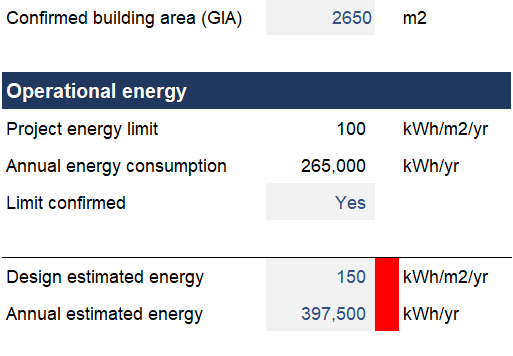 Confirmed building area (GIA) 2650 m2
Operational energy
Project energy limit 100 kWh/m2/yr
Annual energy consumption 265,000 kWh/yr
Limit confirmed Yes
Design estimated energy 150 kWh/m2/yr
Annual estimated energy 397,500 kWh/yr